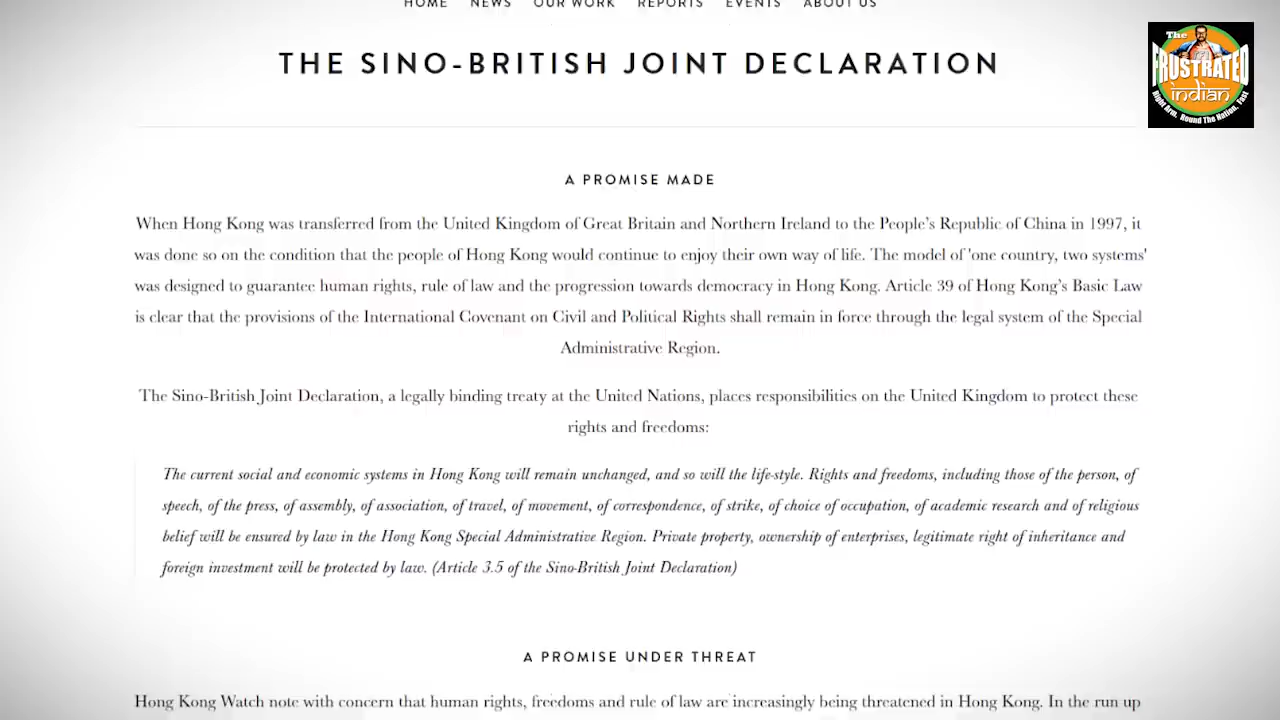 HOME NEWS OUR WORK REPORTS EVENTS ABOUT US
THE SINO-BRITISH JOINT DECLARATION
The
FRUSTRATED
indian
Right Arm, Round The Nation, Fast
A PROMISE MADE
When Hong Kong was transferred from the United Kingdom of Great Britain and Northern Ireland to the People's Republic of China in 1997, it
was done so on the condition that the people of Hong Kong would continue to enjoy their own way of life. The model of 'one country, two systems'
was designed to guarantee human rights, rule of law and the progression towards democracy in Hong Kong. Article 39 of Hong Kong's Basic Law
is clear that the provisions of the International Covenant on Civil and Political Rights shall remain in force through the legal system of the Special
Administrative Region.
The Sino-British Joint Declaration, a legally binding treaty at the United Nations, places responsibilities on the United Kingdom to protect these
rights and freedoms:
The current social and economic systems in Hong Kong will remain unchanged, and so will the life-style. Rights and freedoms, including those of the person, of
speech, of the press, of assembly, of association, of travel, of movement, of correspondence, of strike, of choice of occupation, of academic research and of religious
belief will be ensured by law in the Hong Kong Special Administrative Region. Private property, ownership of enterprises, legitimate right of inheritance and
foreign investment will be protected by law. (Article 3.5 of the Sino-British Joint Declaration)
A PROMISE UNDER THREAT
Hong Kong Watch note with concern that human rights, freedoms and rule of law are increasingly being threatened in Hong Kong. In the run up